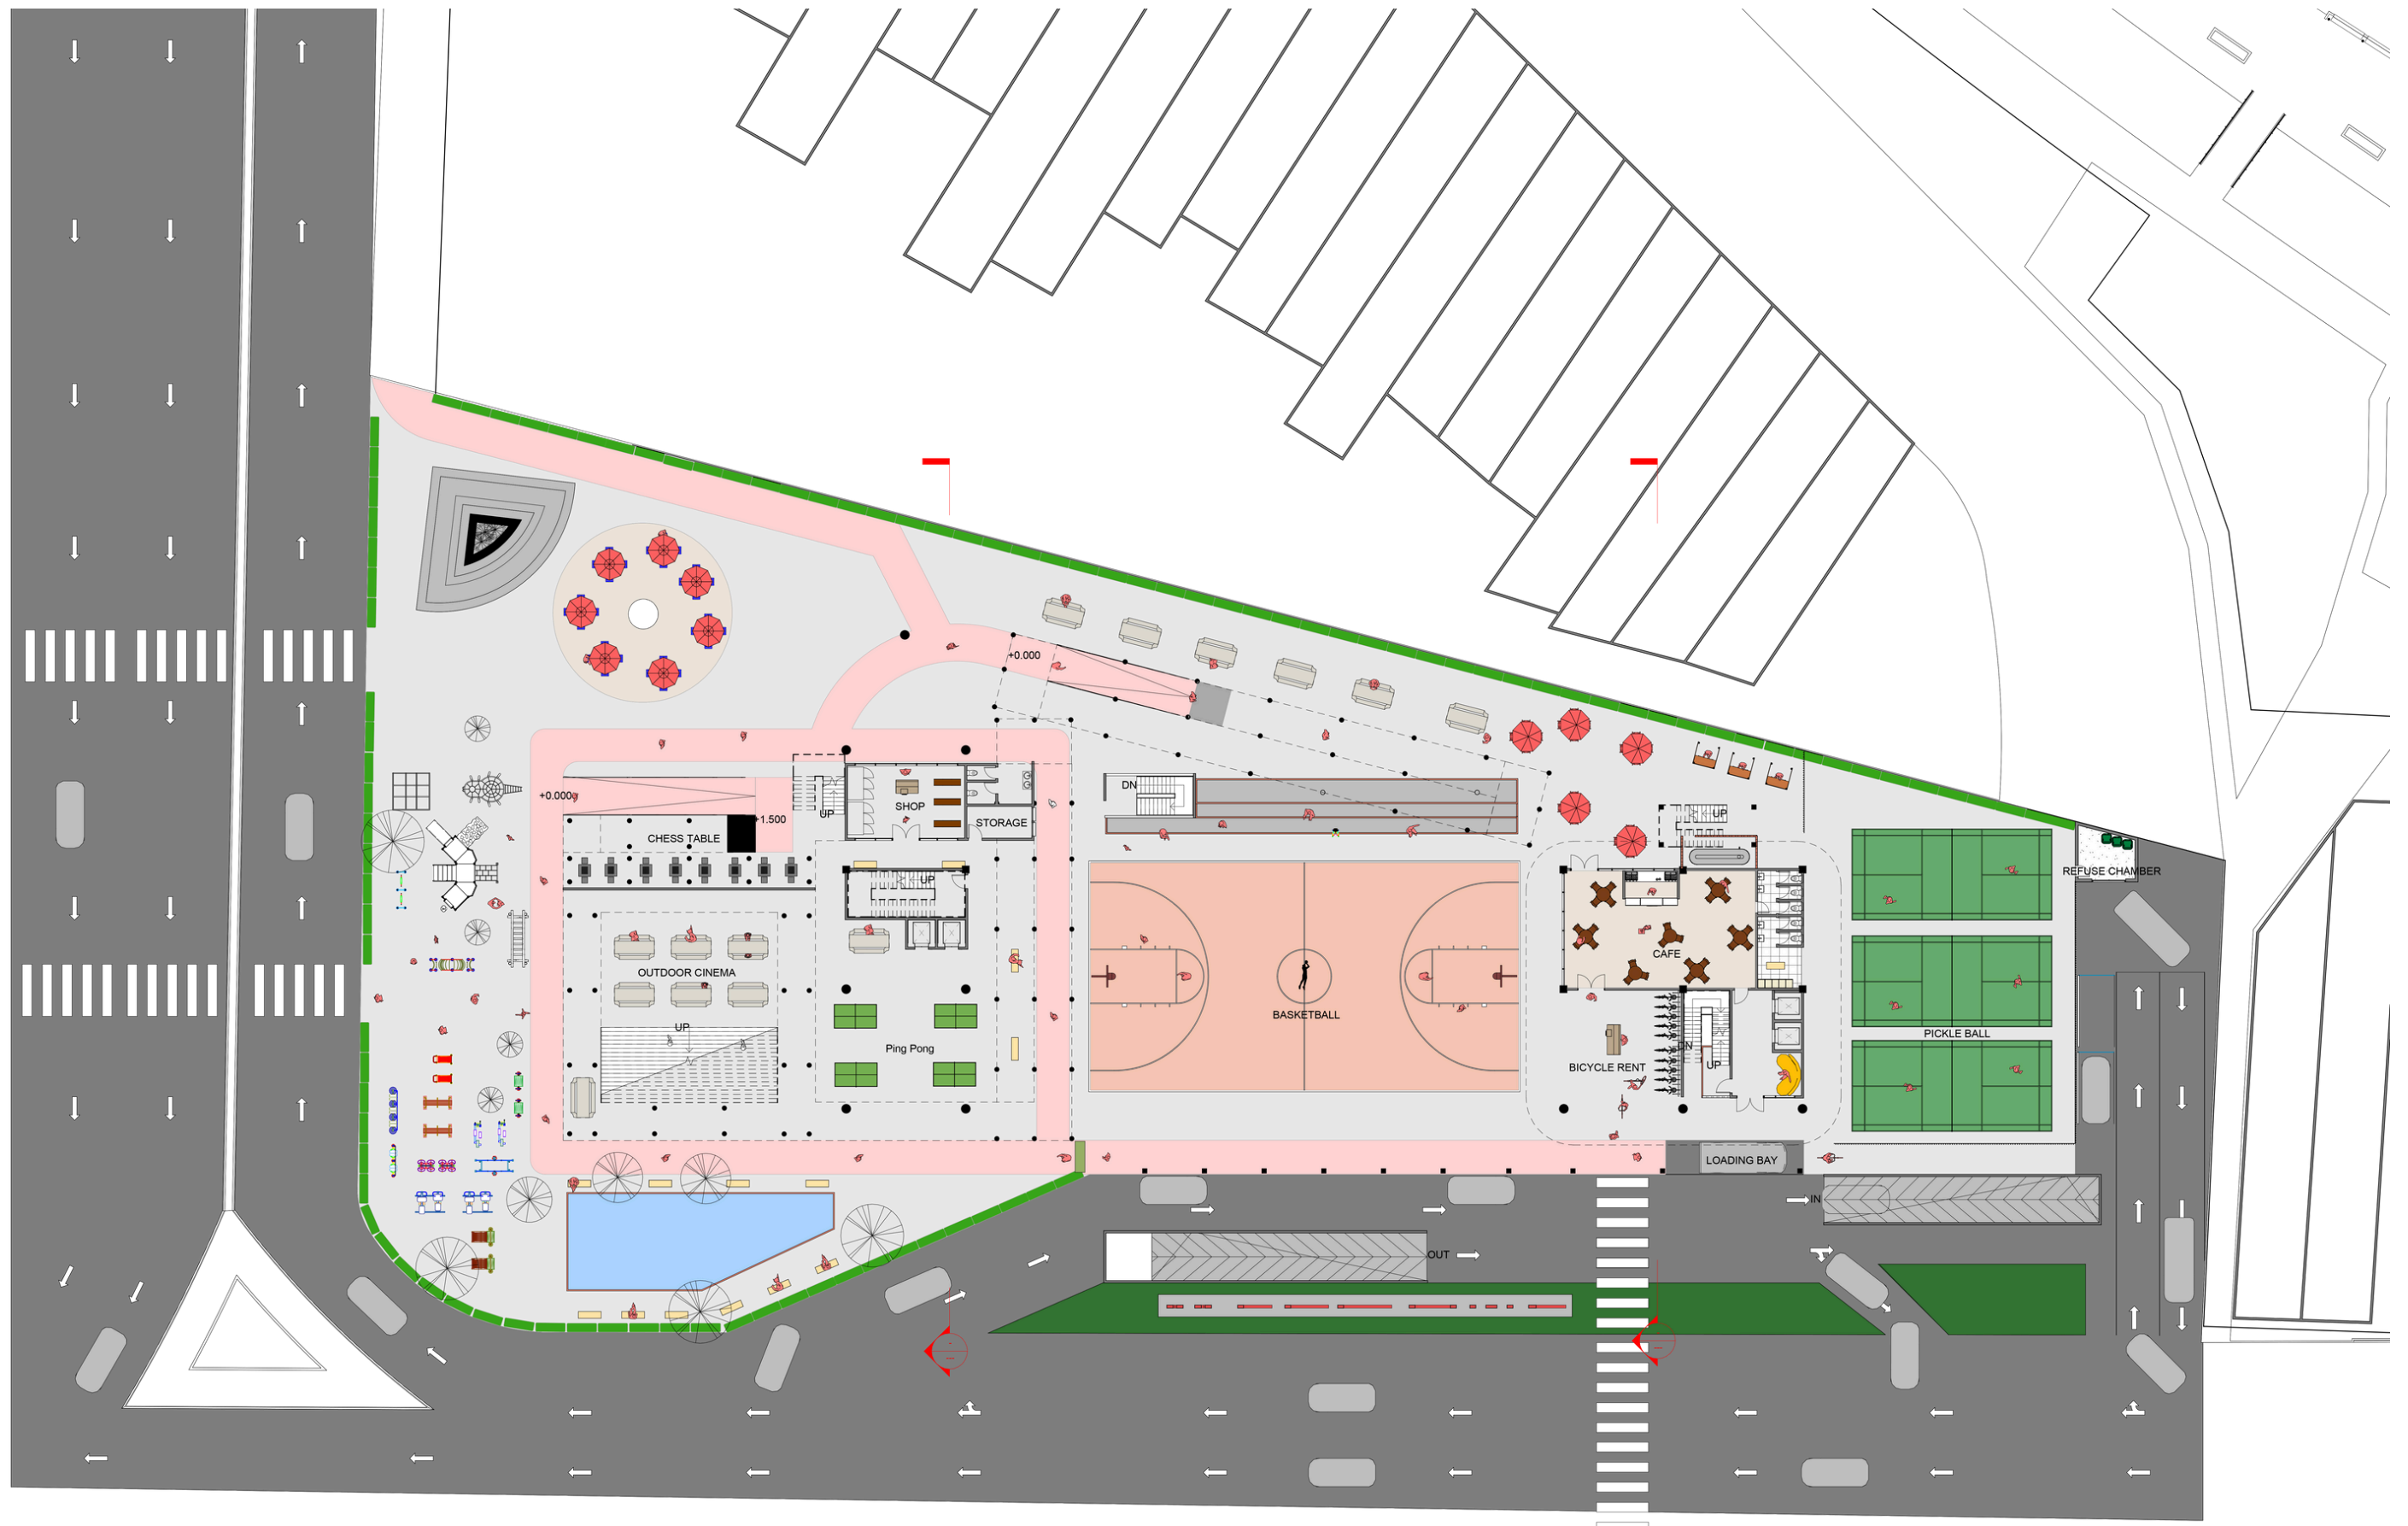 +0.000
+0.000
DN
UP
SHOP
UP
+1.500
STORAGE
CHESS TABLE
UP
REFUSE CHAMBER
UP
CAFE
OUTDOOR CINEMA
BASKETBALL
UP
PICKLE BALL
Ping Pong
DN
BICYCLE RENT
UP
LOADING BAY
IN
OUT